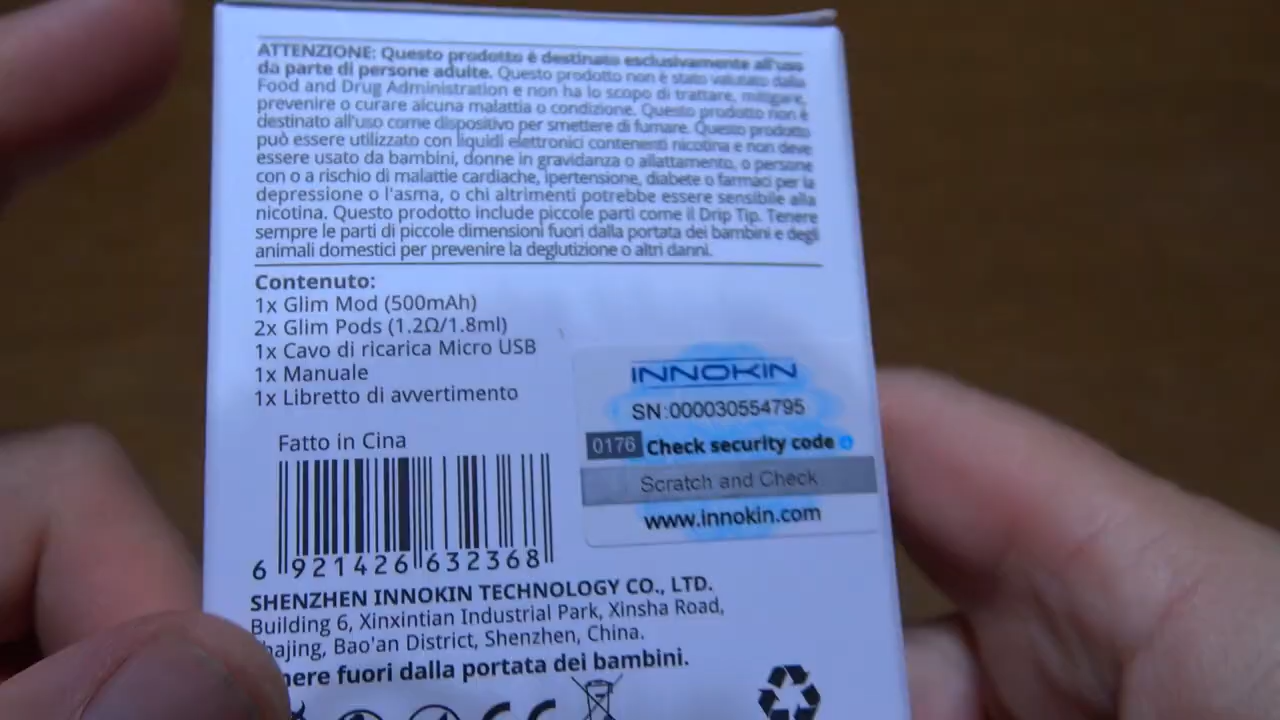 ATTENZIONE: Questo prodotto è destinato esclusivamente all'uso
da parte di persone adulte. Questo prodotto non è stato valutato dalla
Food and Drug Administration e non ha lo scopo di trattare, mitigare,
prevenire o curare alcuna malattia o condizione. Questo prodotto non è
destinato all'uso come dispositivo per smettere di fumare. Questo prodotto
può essere utilizzato con liquidi elettronici contenenti nicotina e non deve
essere usato da bambini, donne in gravidanza o allattamento, o persone
con o a rischio di malattie cardiache, ipertensione, diabete o farmaci per la
depressione o l'asma, o chi altrimenti potrebbe essere sensibile alla
nicotina. Questo prodotto include piccole parti come il Drip Tip. Tenere
sempre le parti di piccole dimensioni fuori dalla portata dei bambini e degli
animali domestici per prevenire la deglutizione o altri danni.
Contenuto:
1x Glim Mod (500mAh)
2x Glim Pods (1.2Ω/1.8ml)
1x Cavo di ricarica Micro USB
1x Manuale
1x Libretto di avvertimento
INNOKIN
SN:000030554795
0176 Check security code
Scratch and Check
www.innokin.com
Fatto in Cina
6 921426 632368
SHENZHEN INNOKIN TECHNOLOGY CO., LTD.
Building 6, Xinxintian Industrial Park, Xinsha Road,
hajing, Bao'an District, Shenzhen, China.
nere fuori dalla portata dei bambini.
CE